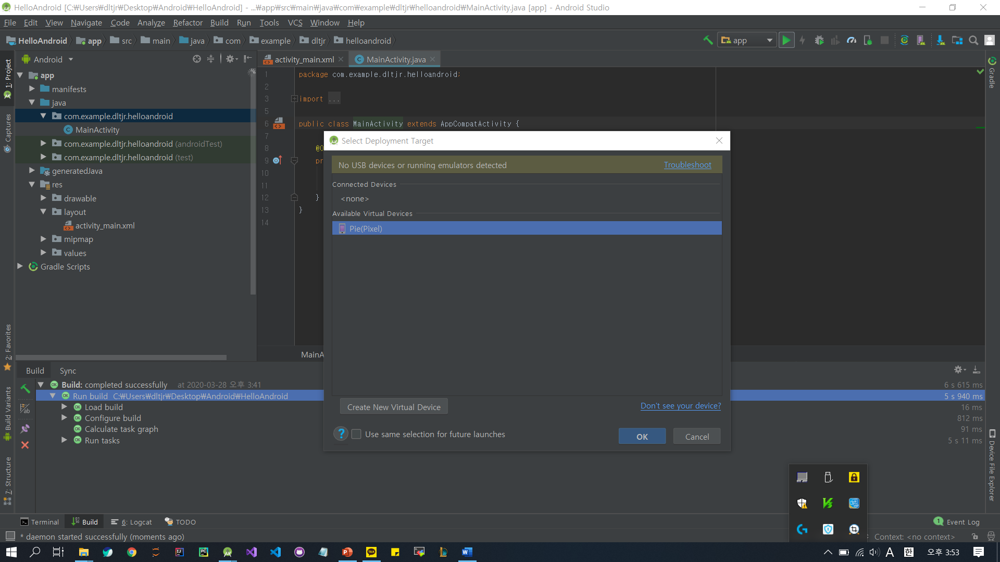 HelloAndroid [C:₩Users₩dltjr₩Desktop₩Android₩HelloAndroid] - ...₩app₩src₩main₩java₩com₩example₩dltjr₩helloandroid₩MainActivity.java [app] - Android Studio
File Edit View Navigate Code Analyze Refactor Build Run Tools VCS Window Help
HelloAndroid app src main java com example dltjr helloandroid
app
Android
activity_main.xml
MainActivity.java
1: Project
Captures
2: Favorites
Build Variants
7: Structure
app
manifests
java
com.example.dltjr.helloandroid
MainActivity
com.example.dltjr.helloandroid (androidTest)
com.example.dltjr.helloandroid (test)
generatedJava
res
drawable
layout
activity_main.xml
mipmap
values
Gradle Scripts
1 package com.example.dltjr.helloandroid;
2
3 import ...
5
6 public class MainActivity extends AppCompatActivity {
7
8 @O
9 pr
10
11
12 }
13 }
14
MainA
Gradle
Device File Explorer
Select Deployment Target
No USB devices or running emulators detected Troubleshoot
Connected Devices
<none>
Available Virtual Devices
Pie(Pixel)
Create New Virtual Device Don't see your device?
? Use same selection for future launches
OK Cancel
Build Sync
Build: completed successfully at 2020-03-28 오후 3:41 6 s 615 ms
Run build C:₩Users₩dltjr₩Desktop₩Android₩HelloAndroid 5 s 940 ms
Load build 16 ms
Configure build 812 ms
Calculate task graph 91 ms
Run tasks 5 s 11 ms
Terminal Build 6: Logcat TODO 1 Event Log
* daemon started successfully (moments ago) Context: <no context>
A 한 오후 3:53